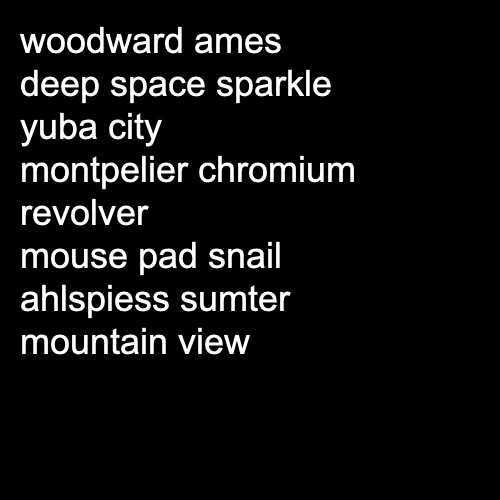 woodward ames
deep space sparkle
yuba city
montpelier chromium
revolver
mouse pad snail
ahlspiess sumter
mountain view